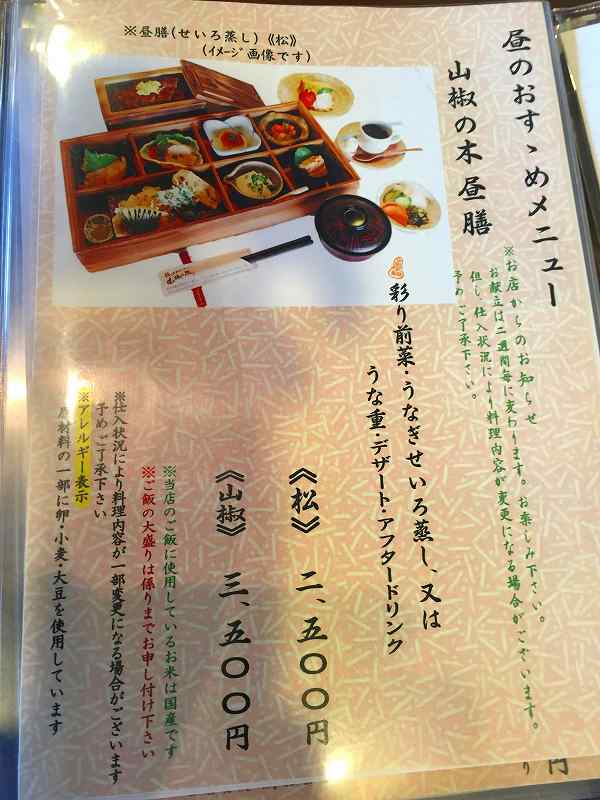 昼のおすゝめメニュー
山椒の木昼膳
※お店からのお知らせ
お献立は二週間毎に変わります。お楽しみ下さい。
但し、仕入状況により料理内容が変更になる場合がございます。
予めご了承下さい。
※昼膳(せいろ蒸し)《松》
(ｲﾒｰｼﾞ画像です)
彩り前菜・うなぎせいろ蒸し、又は
うな重・デザート・アフタードリンク
《松》 二、五〇〇円
《山椒》 三、五〇〇円
※当店のご飯に使用しているお米は国産です
※ご飯の大盛りは係りまでお申し付け下さい
※仕入状況により料理内容が一部変更になる場合がございます
予めご了承下さい
※アレルギー表示
原材料の一部に卵・小麦・大豆を使用しています
円
り